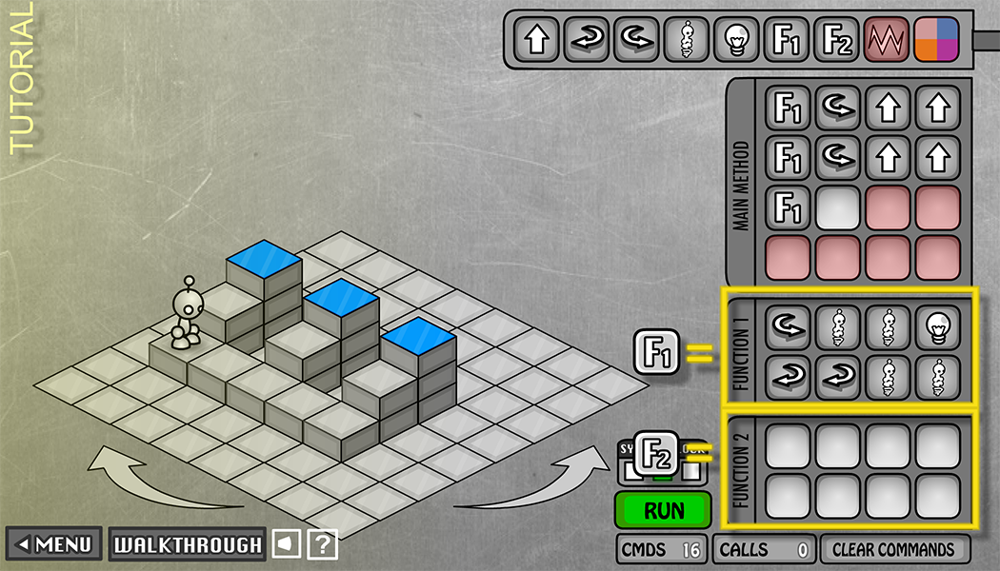 TUTORIAL
F1 F2
MAIN METHOD
F1
F1
F1
FUNCTION 1
F1 =
FUNCTION 2
F2 =
RUN
MENU
WALKTHROUGH
?
CMDS 16
CALLS 0
CLEAR COMMANDS